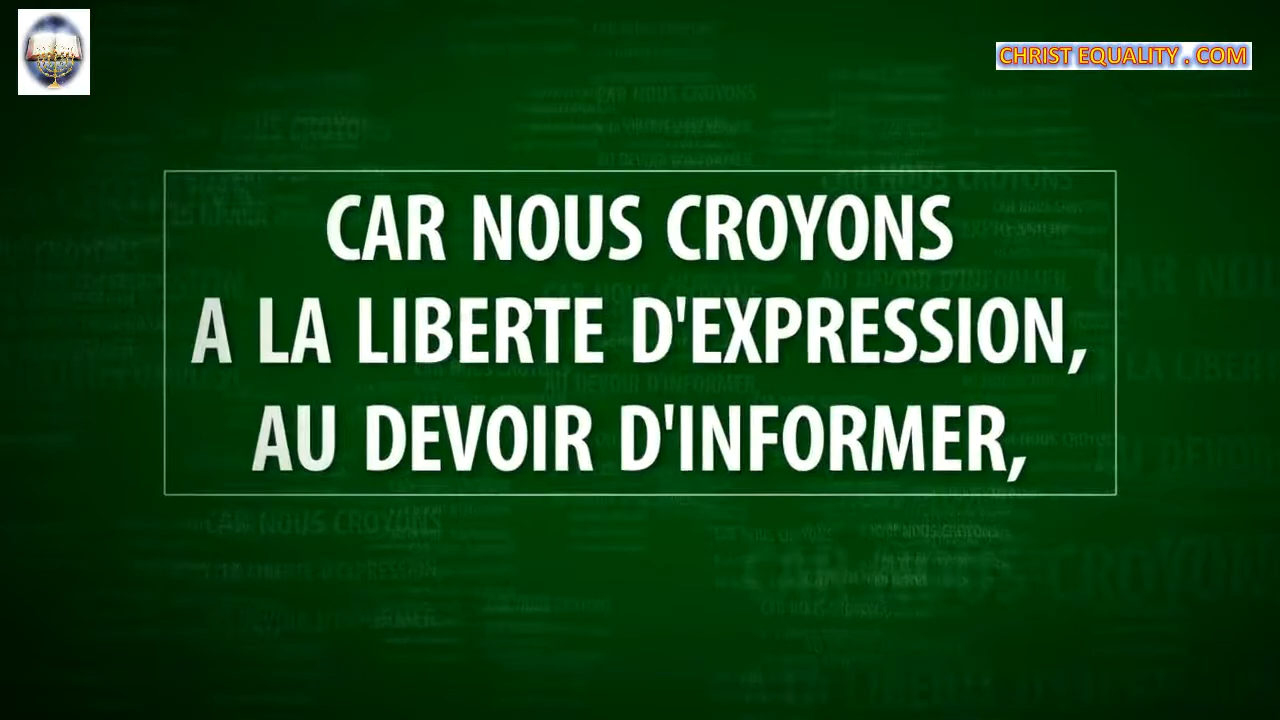 CHRIST EQUALITY . COM
CAR NOUS CROYONS
A LA LIBERTE D'EXPRESSION,
AU DEVOIR D'INFORMER,